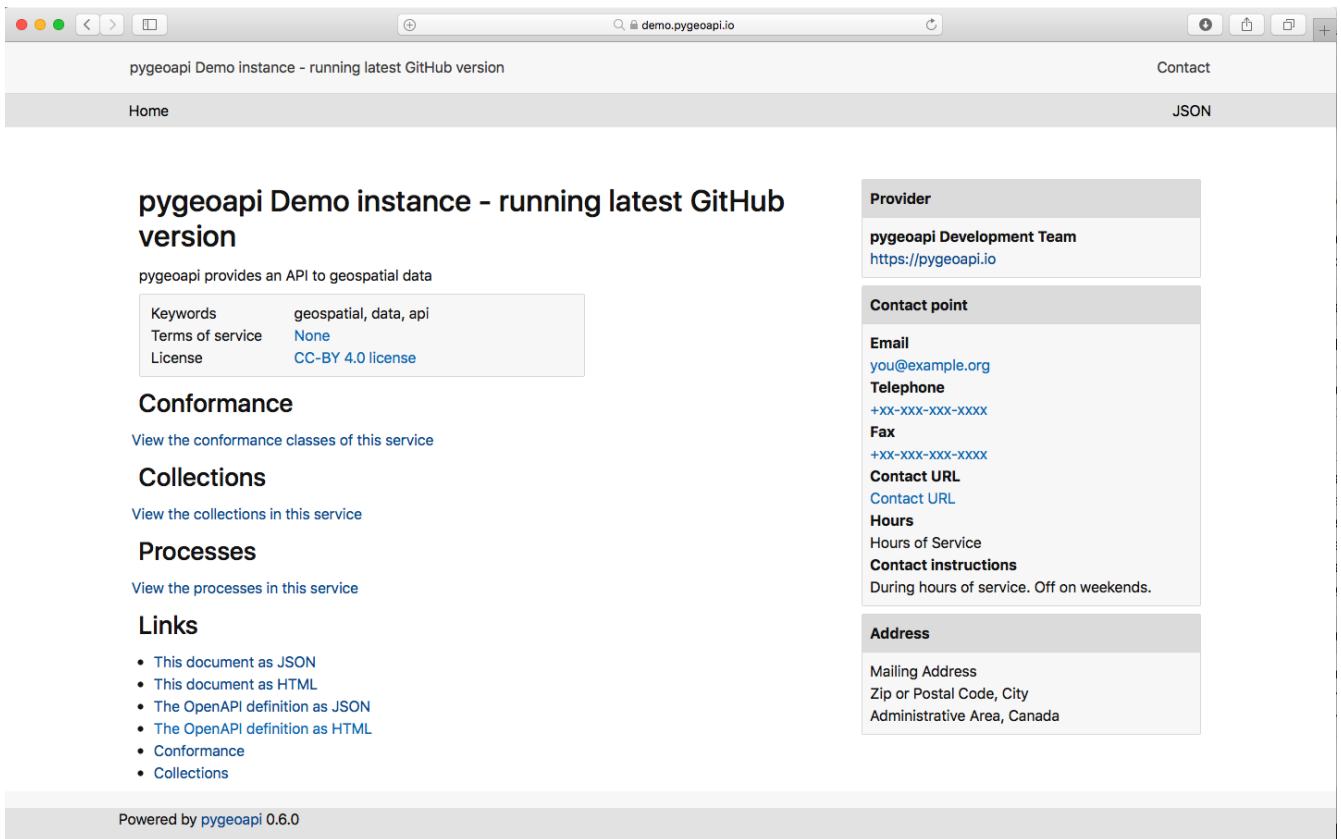 demo.pygeoapi.io
pygeoapi Demo instance - running latest GitHub version
Contact
Home
JSON
pygeoapi Demo instance - running latest GitHub
version
pygeoapi provides an API to geospatial data
Keywords geospatial, data, api
Terms of service None
License CC-BY 4.0 license
Conformance
View the conformance classes of this service
Collections
View the collections in this service
Processes
View the processes in this service
Links
This document as JSON
This document as HTML
The OpenAPI definition as JSON
The OpenAPI definition as HTML
Conformance
Collections
Provider
pygeoapi Development Team
https://pygeoapi.io
Contact point
Email
you@example.org
Telephone
+xx-xxx-xxx-xxxx
Fax
+xx-xxx-xxx-xxxx
Contact URL
Contact URL
Hours
Hours of Service
Contact instructions
During hours of service. Off on weekends.
Address
Mailing Address
Zip or Postal Code, City
Administrative Area, Canada
Powered by pygeoapi 0.6.0